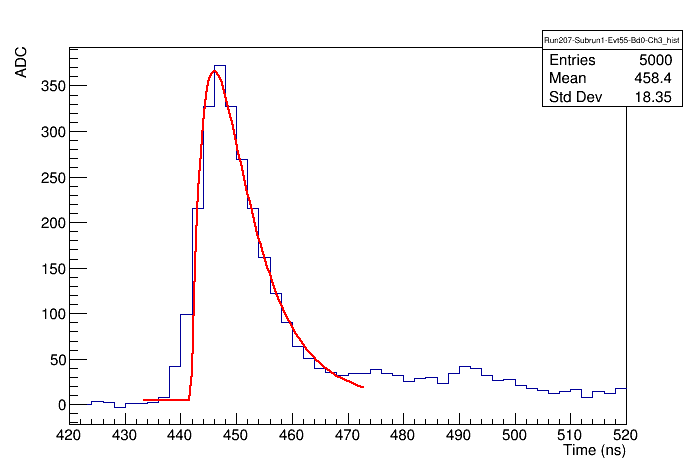 Run207-Subrun1-Evt55-Bd0-Ch3_hist
Entries 5000
Mean 458.4
Std Dev 18.35
ADC
350
300
250
200
150
100
50
0
420 430 440 450 460 470 480 490 500 510 520
Time (ns)